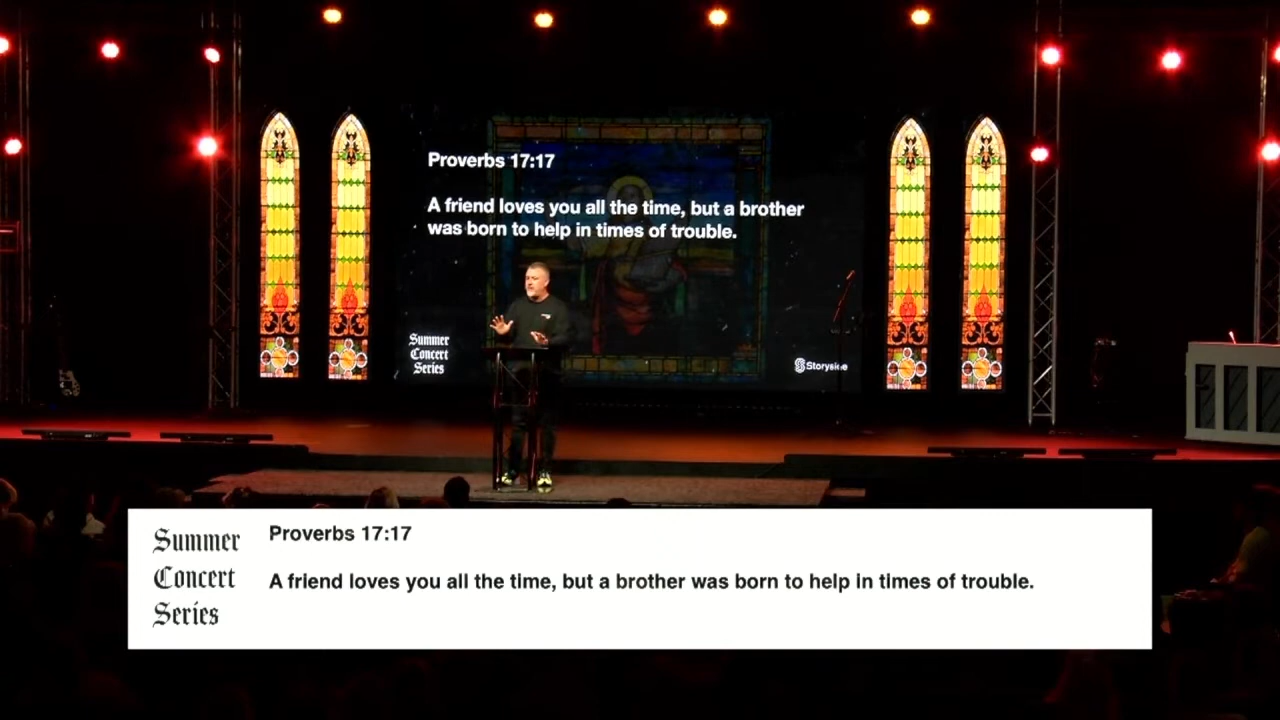 Proverbs 17:17
A friend loves you all the time, but a brother
was born to help in times of trouble.
Summer
Concert
Series
Storyside
Summer
Concert
Series
Proverbs 17:17
A friend loves you all the time, but a brother was born to help in times of trouble.